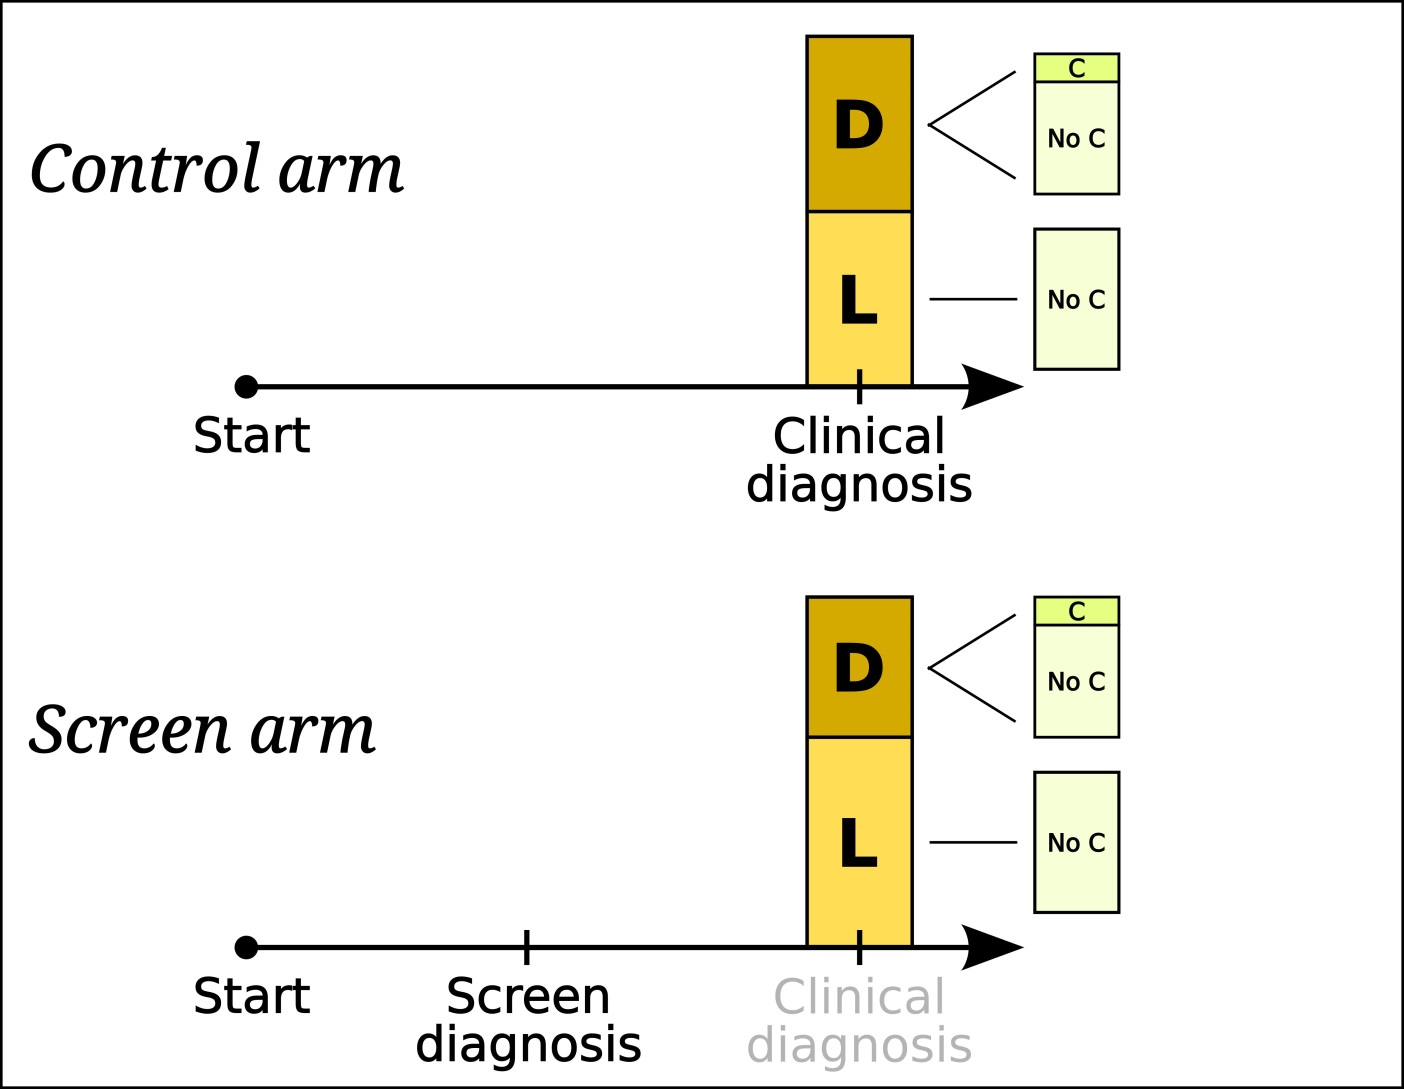 Control arm
D
C
No C
L
No C
Start
Clinical
diagnosis
Screen arm
D
C
No C
L
No C
Start
Screen
diagnosis
Clinical
diagnosis